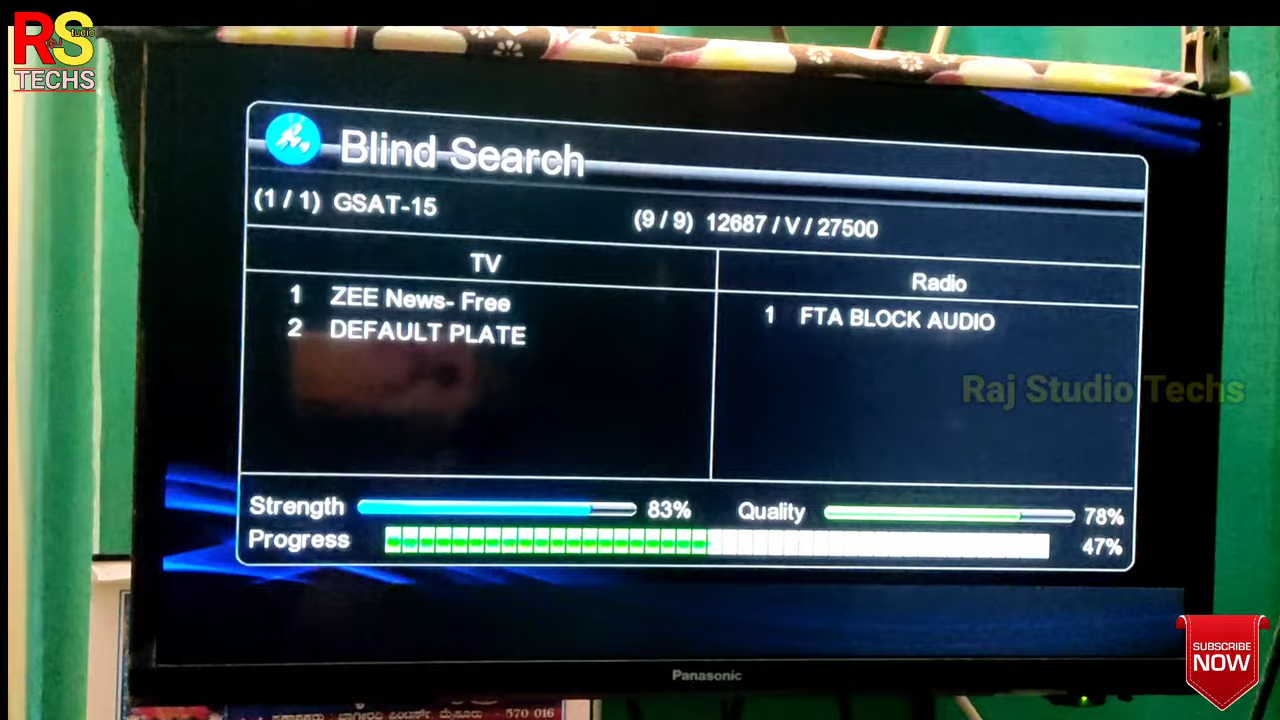 RS
Raj
Studio
TECHS
Blind Search
(1 / 1) GSAT-15
(9 / 9) 12687 / V / 27500
TV
Radio
1 ZEE News- Free
2 DEFAULT PLATE
1 FTA BLOCK AUDIO
Raj Studio Techs
Strength 83%
Quality 78%
Progress 47%
Panasonic
SUBSCRIBE
NOW
- 570 016